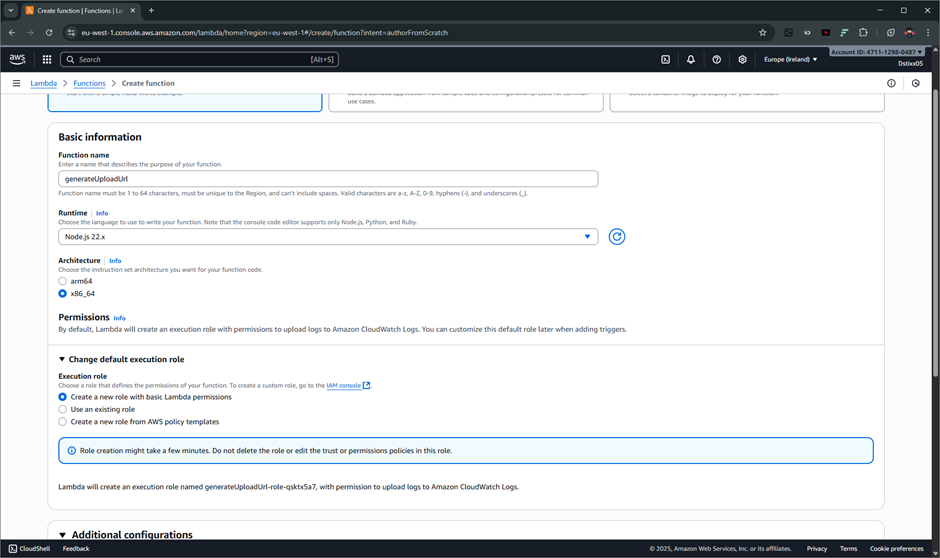 Create function | Functions | La
eu-west-1.console.aws.amazon.com/lambda/home?region=eu-west-1#/create/function?intent=authorFromScratch
aws
Search
[Alt+S]
Europe (Ireland)
Account ID: 4711-1298-0487
DstixxOS
Lambda
Functions
Create function
use cases.
Basic information
Function name
Enter a name that describes the purpose of your function.
generateUploadUrl
Function name must be 1 to 64 characters, must be unique to the Region, and can't include spaces. Valid characters are a-z, A-Z, 0-9, hyphens (-), and underscores (_).
Runtime Info
Choose the language to use to write your function. Note that the console code editor supports only Node.js, Python, and Ruby.
Node.js 22.x
Architecture Info
Choose the instruction set architecture you want for your function code.
arm64
x86_64
Permissions Info
By default, Lambda will create an execution role with permissions to upload logs to Amazon CloudWatch Logs. You can customize this default role later when adding triggers.
Change default execution role
Execution role
Choose a role that defines the permissions of your function. To create a custom role, go to the IAM console
Create a new role with basic Lambda permissions
Use an existing role
Create a new role from AWS policy templates
Role creation might take a few minutes. Do not delete the role or edit the trust or permissions policies in this role.
Lambda will create an execution role named generateUploadUrl-role-qsktx5a7, with permission to upload logs to Amazon CloudWatch Logs.
Additional configurations
CloudShell
Feedback
© 2025, Amazon Web Services, Inc. or its affiliates.
Privacy
Terms
Cookie preferences